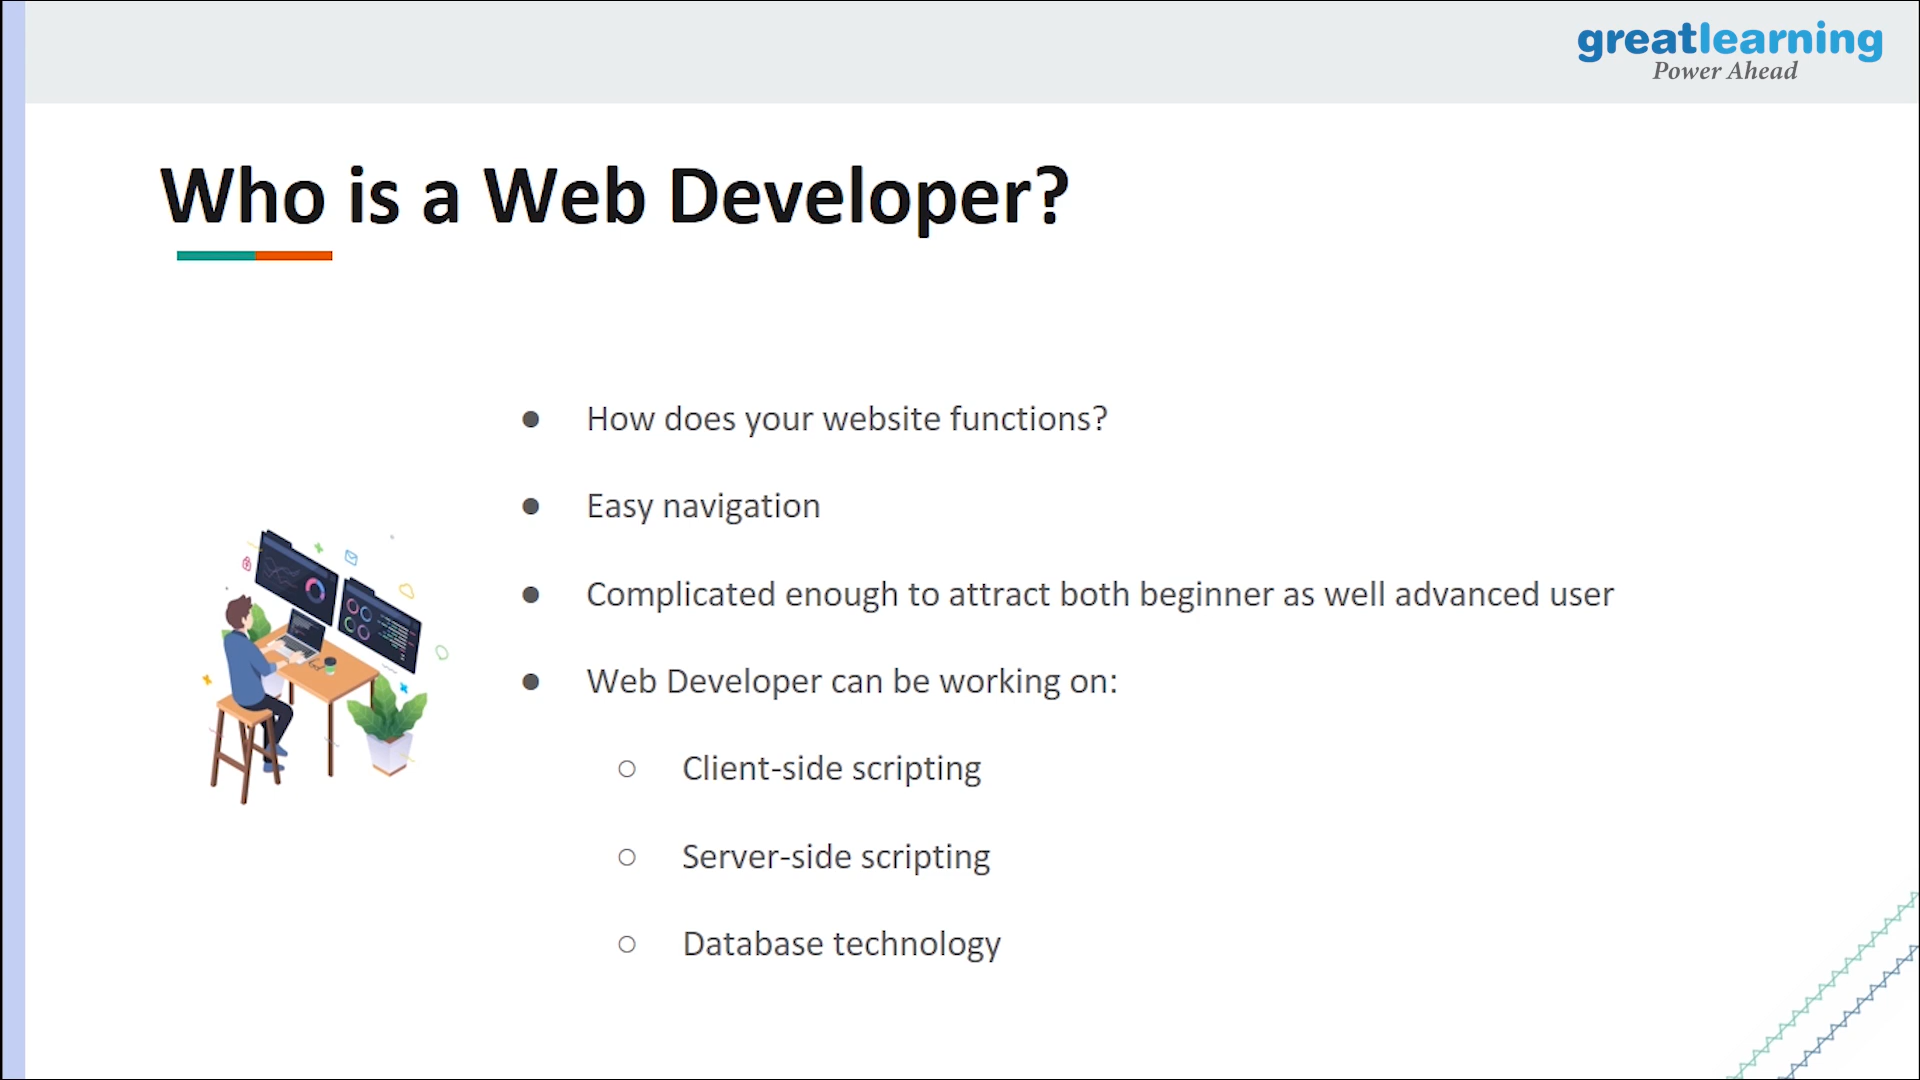 greatlearning
Power Ahead
Who is a Web Developer?
● How does your website functions?
● Easy navigation
● Complicated enough to attract both beginner as well advanced user
● Web Developer can be working on:
○ Client-side scripting
○ Server-side scripting
○ Database technology